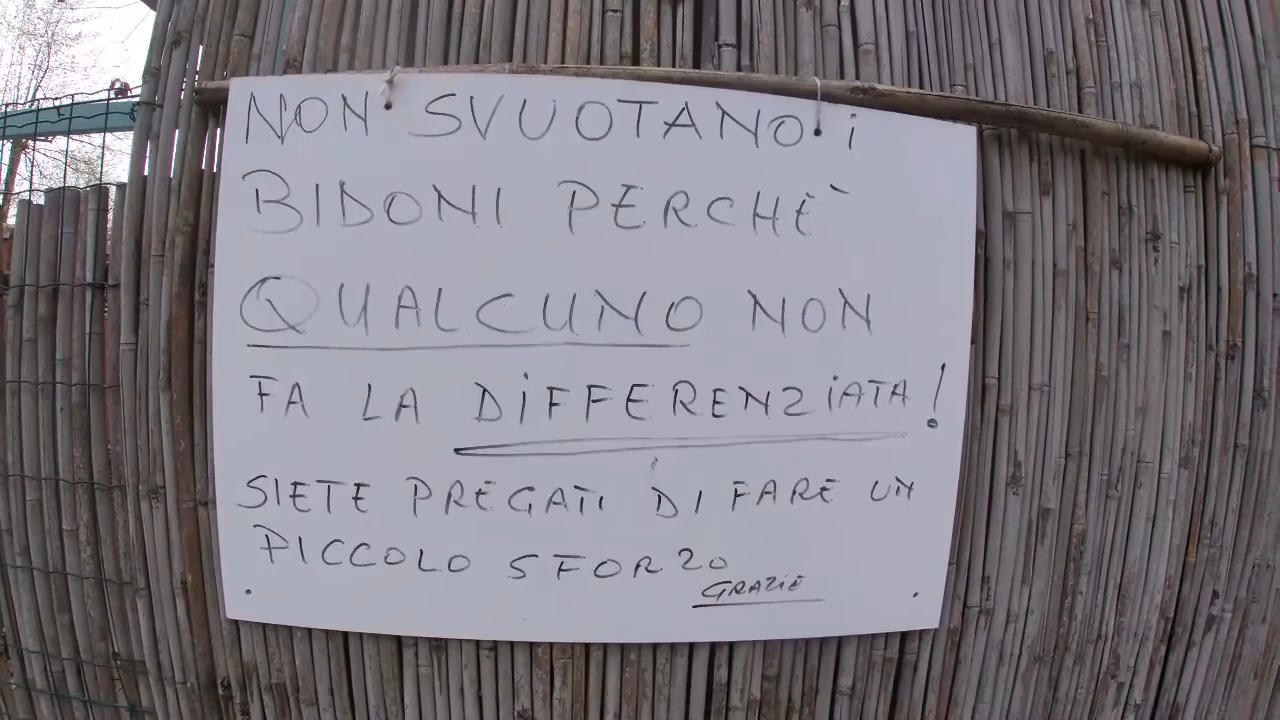 NON SVUOTANO i
BIDONI PERCHÈ
QUALCUNO NON
FA LA DiFFERENZiATA!
SIETE PREGATI DI FARE UN
PICCOLO SFORZO
GRAZIE